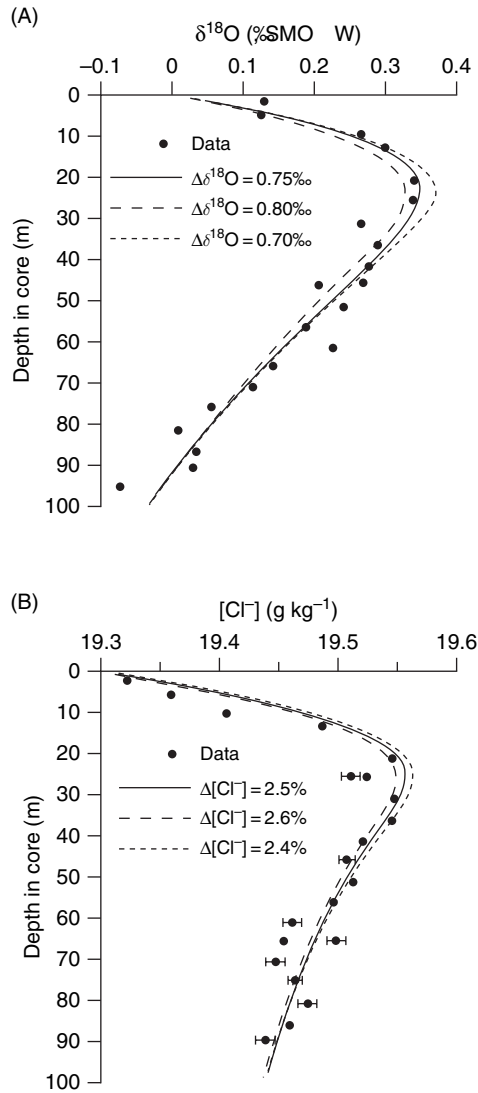 (A)
δ¹⁸O (‰SMO W)
–0.1 0 0.1 0.2 0.3 0.4
0
10
20
30
40
50
60
70
80
90
100
Depth in core (m)
Data
Δδ¹⁸O = 0.75‰
Δδ¹⁸O = 0.80‰
Δδ¹⁸O = 0.70‰
(B)
[Cl⁻] (g kg⁻¹)
19.3 19.4 19.5 19.6
0
10
20
30
40
50
60
70
80
90
100
Depth in core (m)
Data
Δ[Cl⁻] = 2.5%
Δ[Cl⁻] = 2.6%
Δ[Cl⁻] = 2.4%